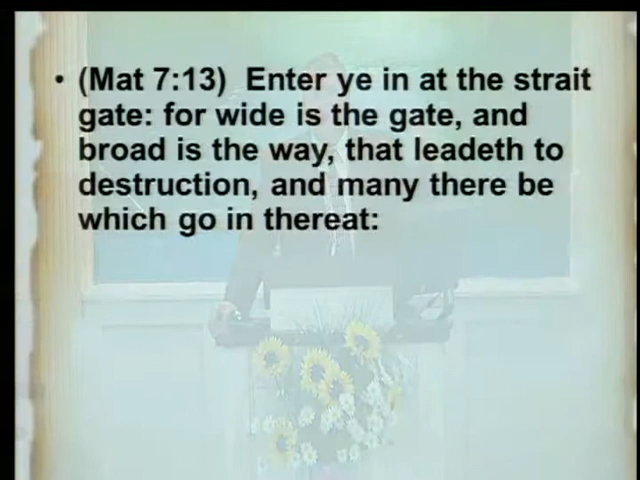 • (Mat 7:13) Enter ye in at the strait
gate: for wide is the gate, and
broad is the way, that leadeth to
destruction, and many there be
which go in thereat: